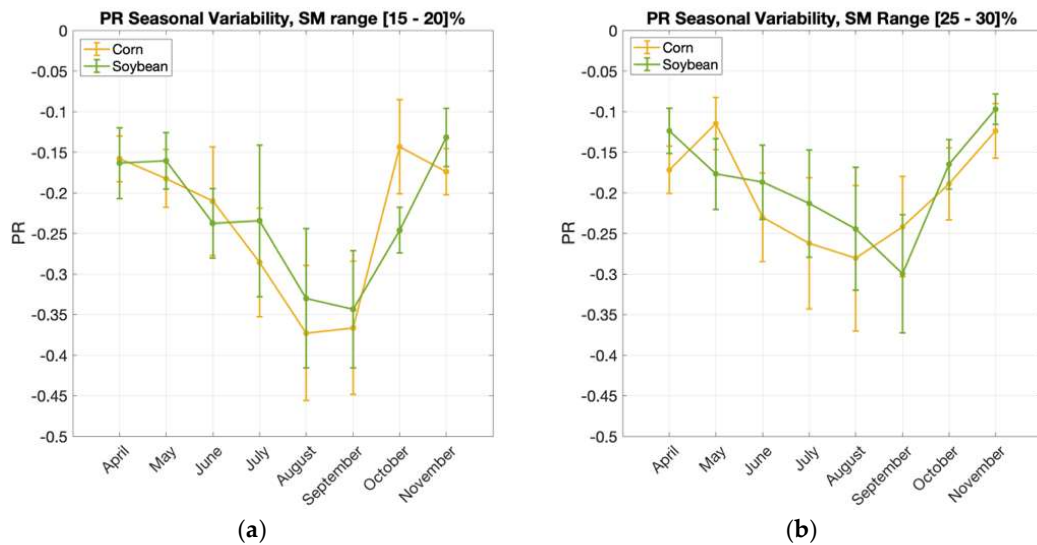 PR Seasonal Variability, SM range [15 - 20]%
0
-0.05
-0.1
-0.15
-0.2
-0.25
-0.3
-0.35
-0.4
-0.45
-0.5
PR
Corn
Soybean
April
May
June
July
August
September
October
November
(a)
PR Seasonal Variability, SM Range [25 - 30]%
0
-0.05
-0.1
-0.15
-0.2
-0.25
-0.3
-0.35
-0.4
-0.45
-0.5
PR
Corn
Soybean
April
May
June
July
August
September
October
November
(b)